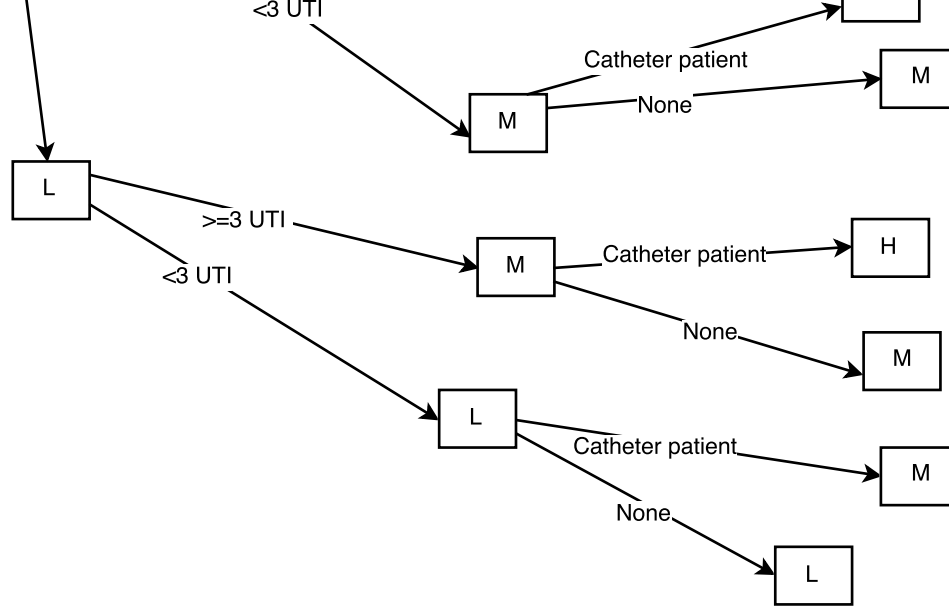 <3 UTI
Catheter patient
M
None
M
L
>=3 UTI
M
Catheter patient
H
<3 UTI
None
M
L
Catheter patient
M
None
L